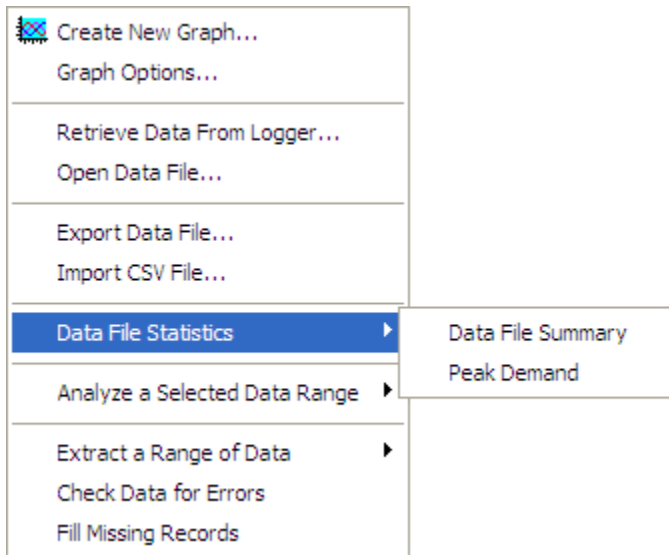 Create New Graph...
Graph Options...
Retrieve Data From Logger...
Open Data File...
Export Data File...
Import CSV File...
Data File Statistics
Data File Summary
Peak Demand
Analyze a Selected Data Range
Extract a Range of Data
Check Data for Errors
Fill Missing Records